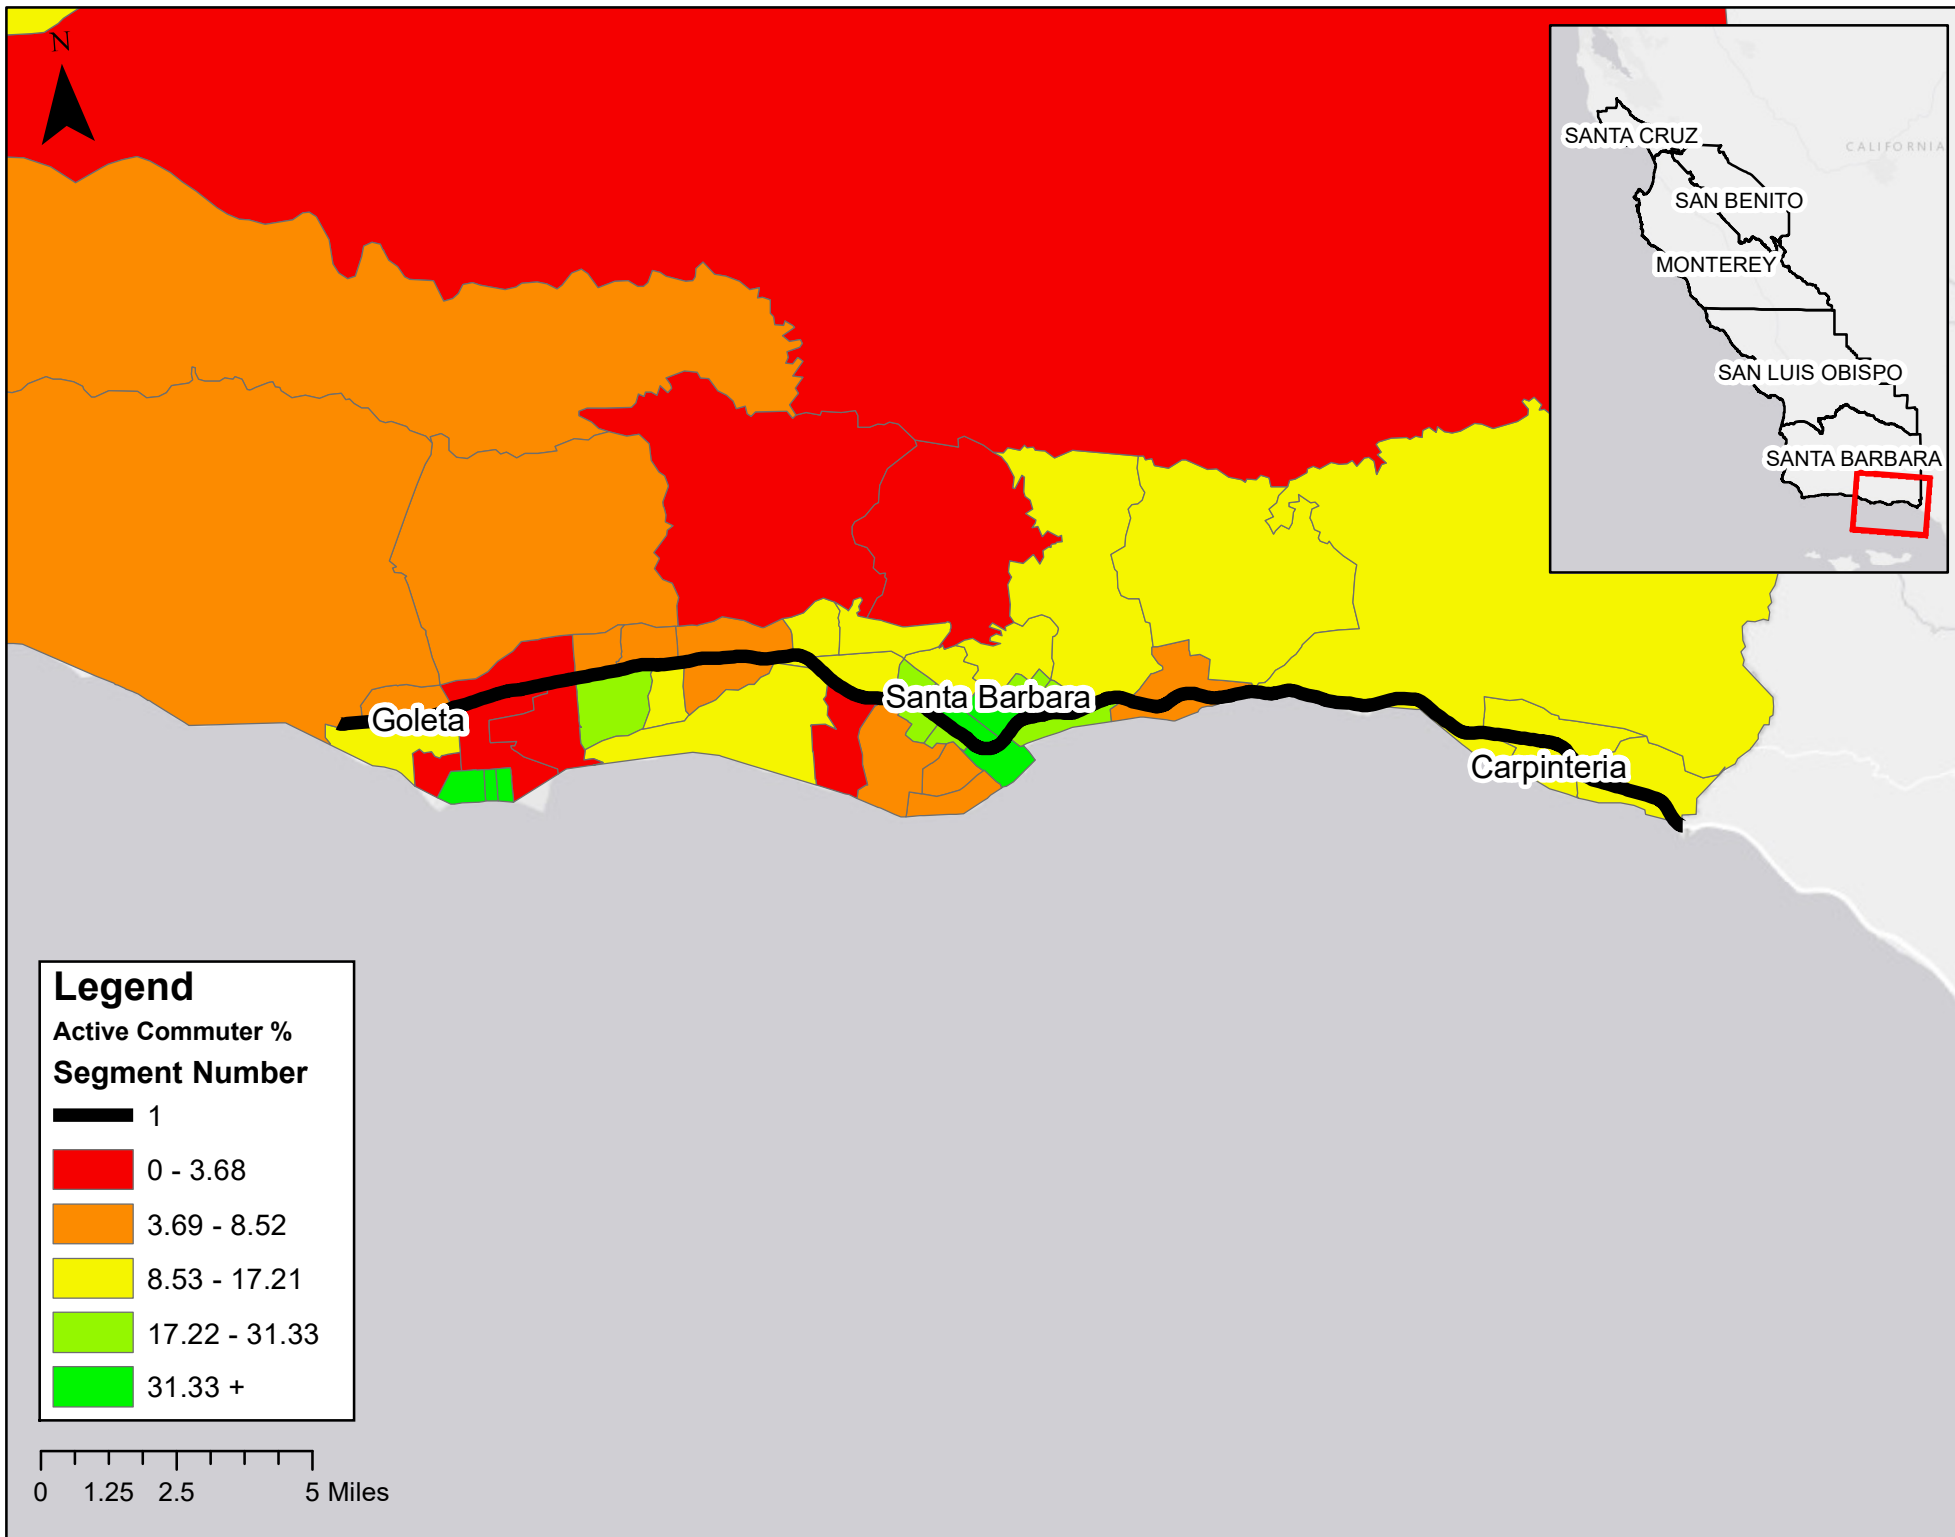 N
SANTA CRUZ
CALIFORNIA
SAN BENITO
MONTEREY
SAN LUIS OBISPO
SANTA BARBARA
Goleta
Santa Barbara
Carpinteria
Legend
Active Commuter %
Segment Number
1
0 - 3.68
3.69 - 8.52
8.53 - 17.21
17.22 - 31.33
31.33 +
0 1.25 2.5 5 Miles